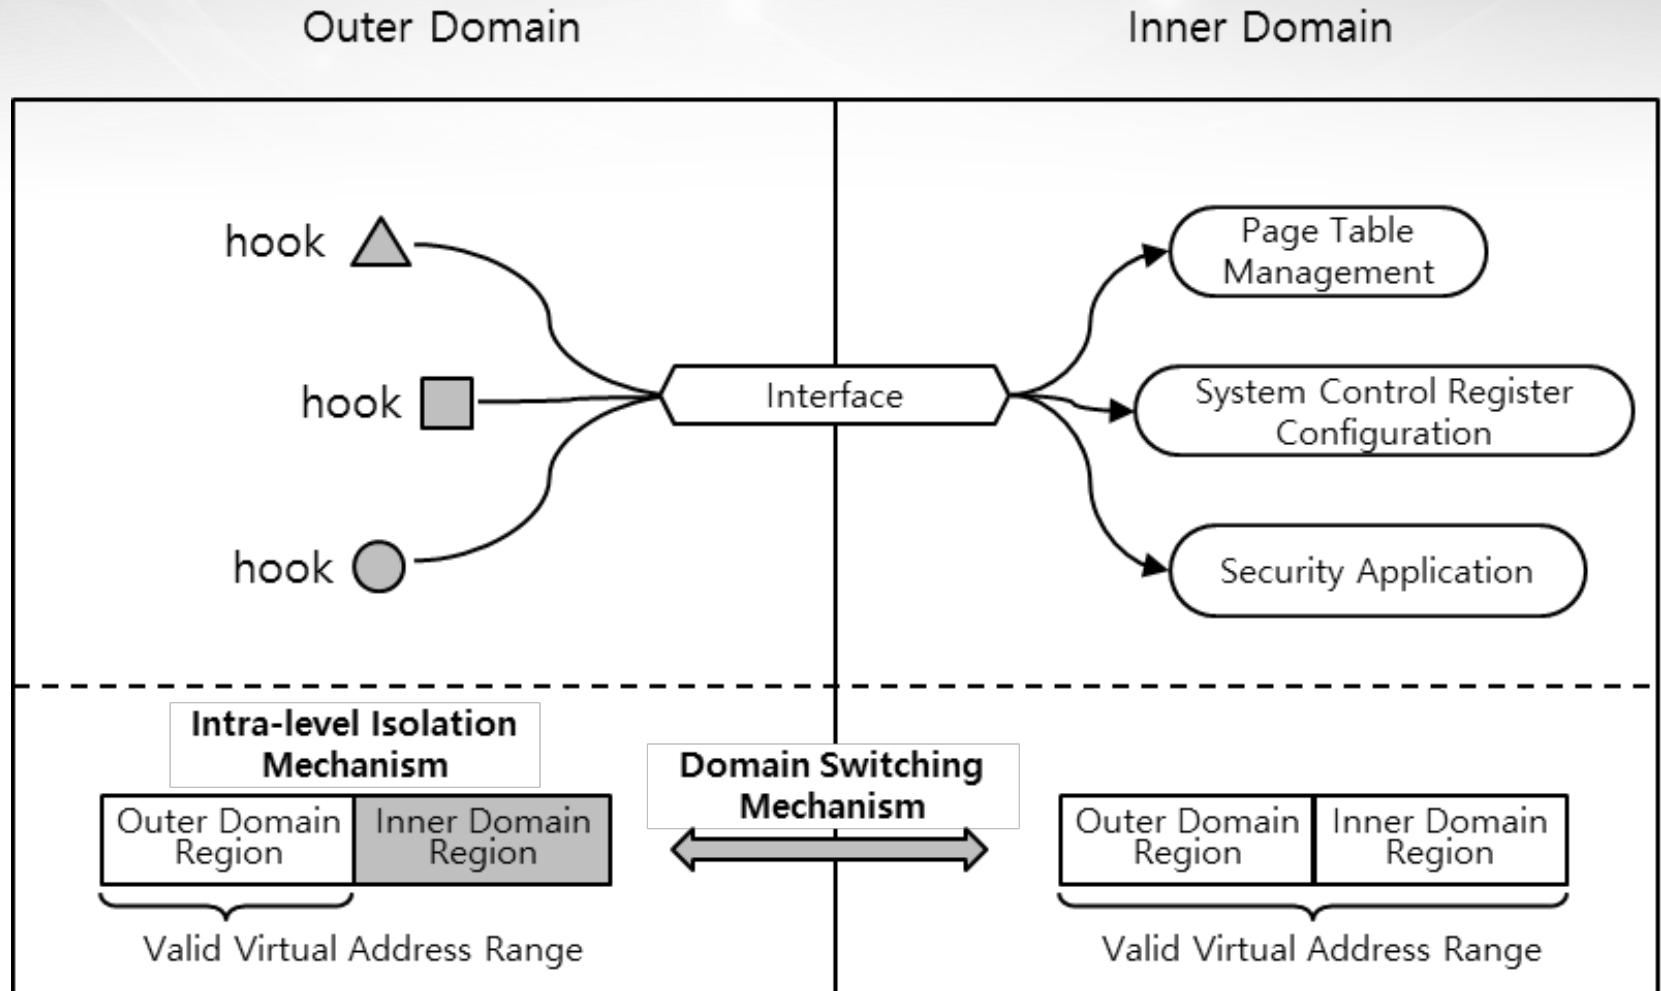 Outer Domain
Inner Domain
hook
Page Table
Management
hook
Interface
System Control Register
Configuration
hook
Security Application
Intra-level Isolation
Mechanism
Domain Switching
Mechanism
Outer Domain
Region
Inner Domain
Region
Outer Domain
Region
Inner Domain
Region
Valid Virtual Address Range
Valid Virtual Address Range